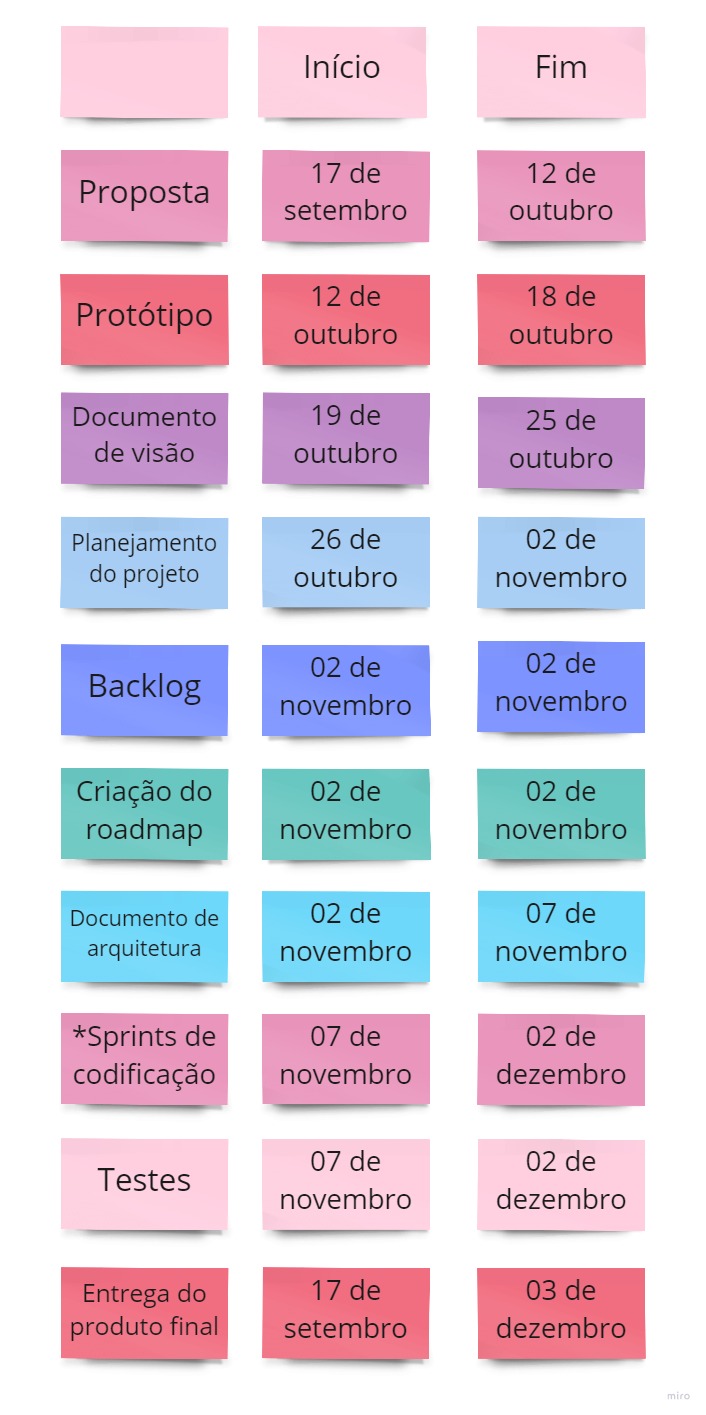 Início
Fim
Proposta
17 de
setembro
12 de
outubro
Protótipo
12 de
outubro
18 de
outubro
Documento
de visão
19 de
outubro
25 de
outubro
Planejamento
do projeto
26 de
outubro
02 de
novembro
Backlog
02 de
novembro
02 de
novembro
Criação do
roadmap
02 de
novembro
02 de
novembro
Documento de
arquitetura
02 de
novembro
07 de
novembro
*Sprints de
codificação
07 de
novembro
02 de
dezembro
Testes
07 de
novembro
02 de
dezembro
Entrega do
produto final
17 de
setembro
03 de
dezembro
miro